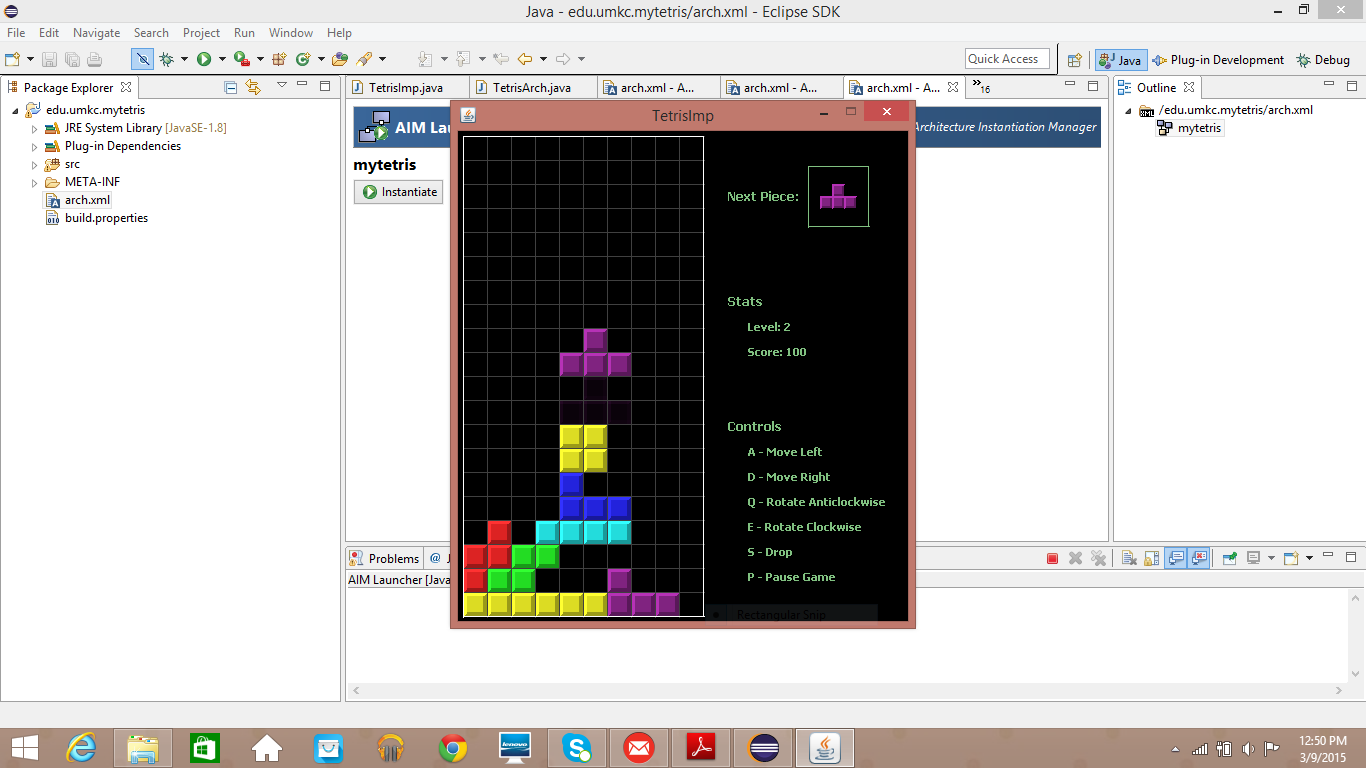 Java - edu.umkc.mytetris/arch.xml - Eclipse SDK
File Edit Navigate Search Project Run Window Help
Quick Access
Java
Plug-in Development
Debug
Package Explorer
edu.umkc.mytetris
JRE System Library [JavaSE-1.8]
Plug-in Dependencies
src
META-INF
arch.xml
build.properties
TetrisImp.java
TetrisArch.java
arch.xml - A...
arch.xml - A...
arch.xml - A...
16
AIM Lau
Architecture Instantiation Manager
mytetris
Instantiate
TetrisImp
Next Piece:
Stats
Level: 2
Score: 100
Controls
A - Move Left
D - Move Right
Q - Rotate Anticlockwise
E - Rotate Clockwise
S - Drop
P - Pause Game
Rectangular Snip
Outline
/edu.umkc.mytetris/arch.xml
mytetris
Problems
@ J
AIM Launcher [Java
lenovo
12:50 PM
3/9/2015